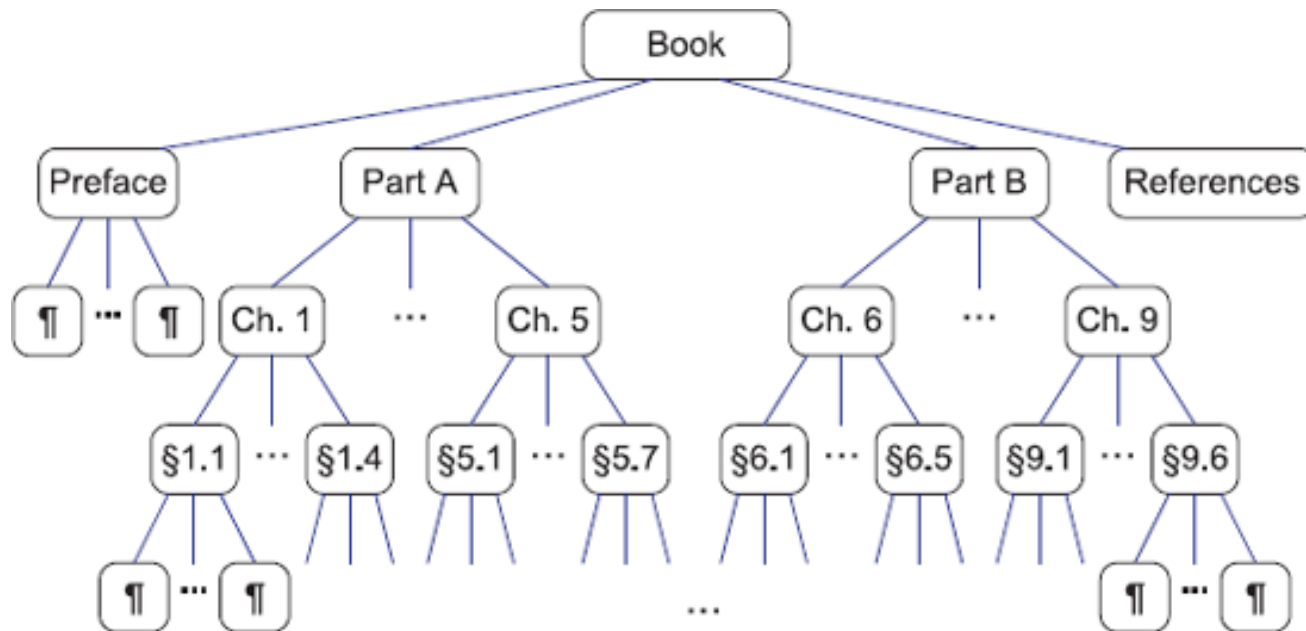 Book
Preface Part A Part B References
¶ ... ¶ Ch. 1 ... Ch. 5 Ch. 6 ... Ch. 9
§1.1 ... §1.4 §5.1 ... §5.7 §6.1 ... §6.5 §9.1 ... §9.6
¶ ... ¶ ... ¶ ... ¶